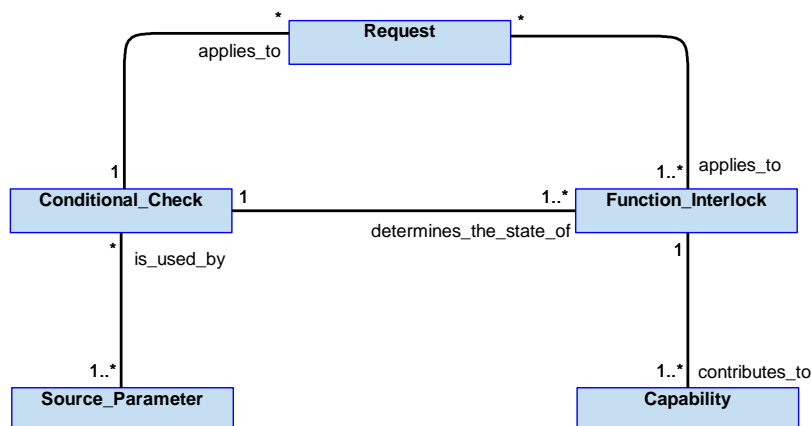 *
Request
*
applies_to
1
1..*
applies_to
Conditional_Check
1
1..*
Function_Interlock
determines_the_state_of
*
is_used_by
1
1..*
1..*
contributes_to
Source_Parameter
Capability